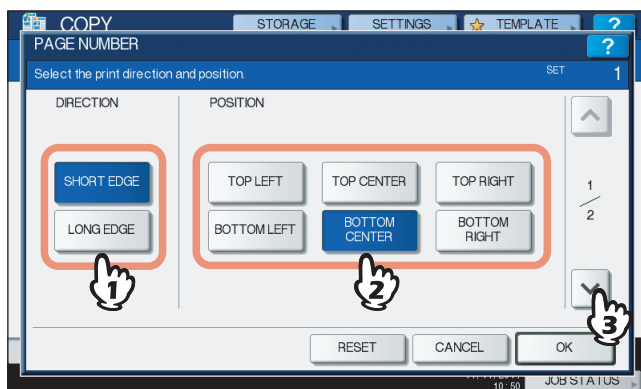 COPY STORAGE SETTINGS TEMPLATE ?
PAGE NUMBER ?
Select the print direction and position. SET 1
DIRECTION POSITION
SHORT EDGE TOP LEFT TOP CENTER TOP RIGHT
LONG EDGE BOTTOM LEFT BOTTOM CENTER BOTTOM RIGHT
1
2
1 2 3
RESET CANCEL OK
10:50 JOB STATUS